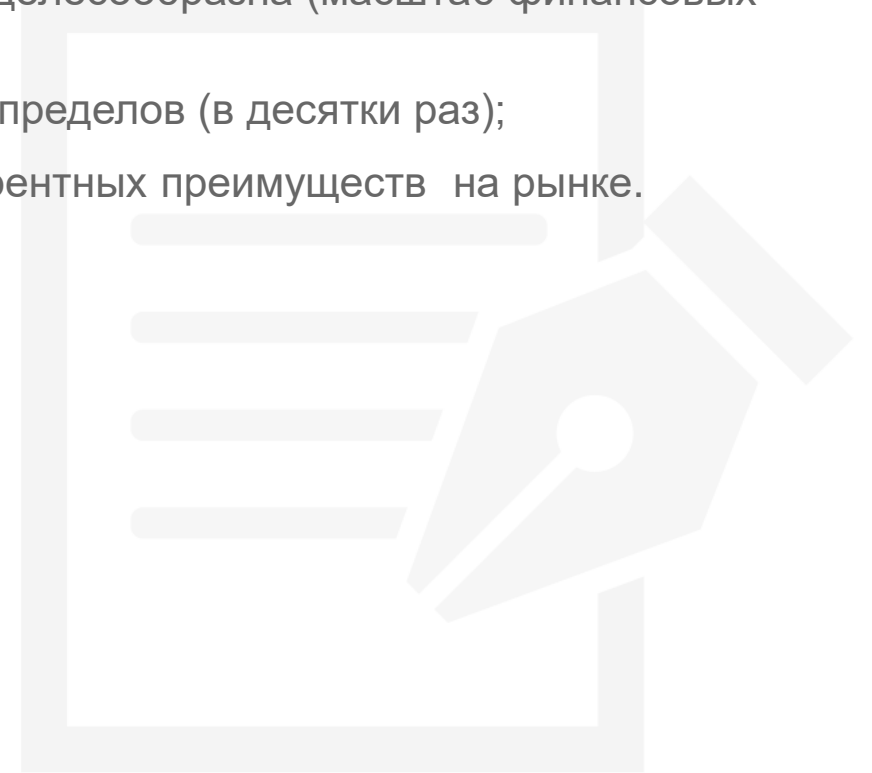 целесообразна (масштаб финансовых
пределов (в десятки раз);
рентных преимуществ на рынке.